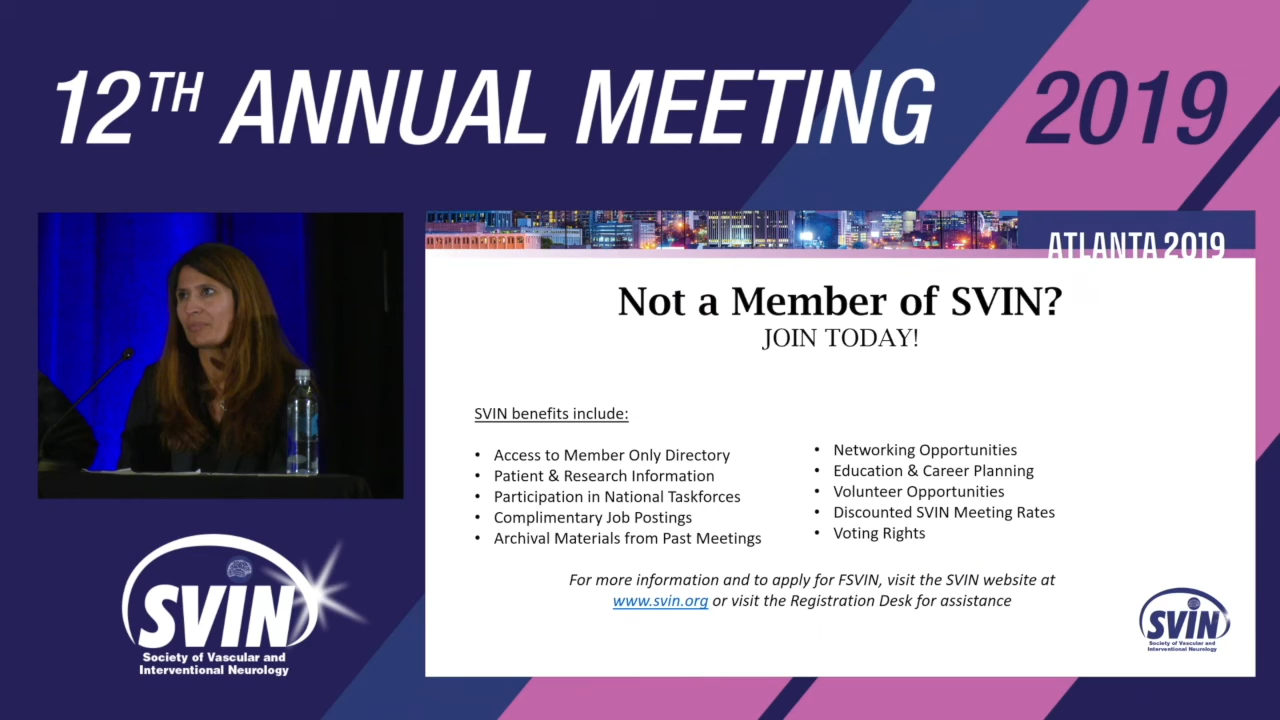 12TH ANNUAL MEETING 2019
ATLANTA 2019
Not a Member of SVIN?
JOIN TODAY!
SVIN benefits include:
• Access to Member Only Directory
• Patient & Research Information
• Participation in National Taskforces
• Complimentary Job Postings
• Archival Materials from Past Meetings
• Networking Opportunities
• Education & Career Planning
• Volunteer Opportunities
• Discounted SVIN Meeting Rates
• Voting Rights
For more information and to apply for FSVIN, visit the SVIN website at
www.svin.org or visit the Registration Desk for assistance
SVIN
Society of Vascular and
Interventional Neurology
SVIN
Society of Vascular and
Interventional Neurology